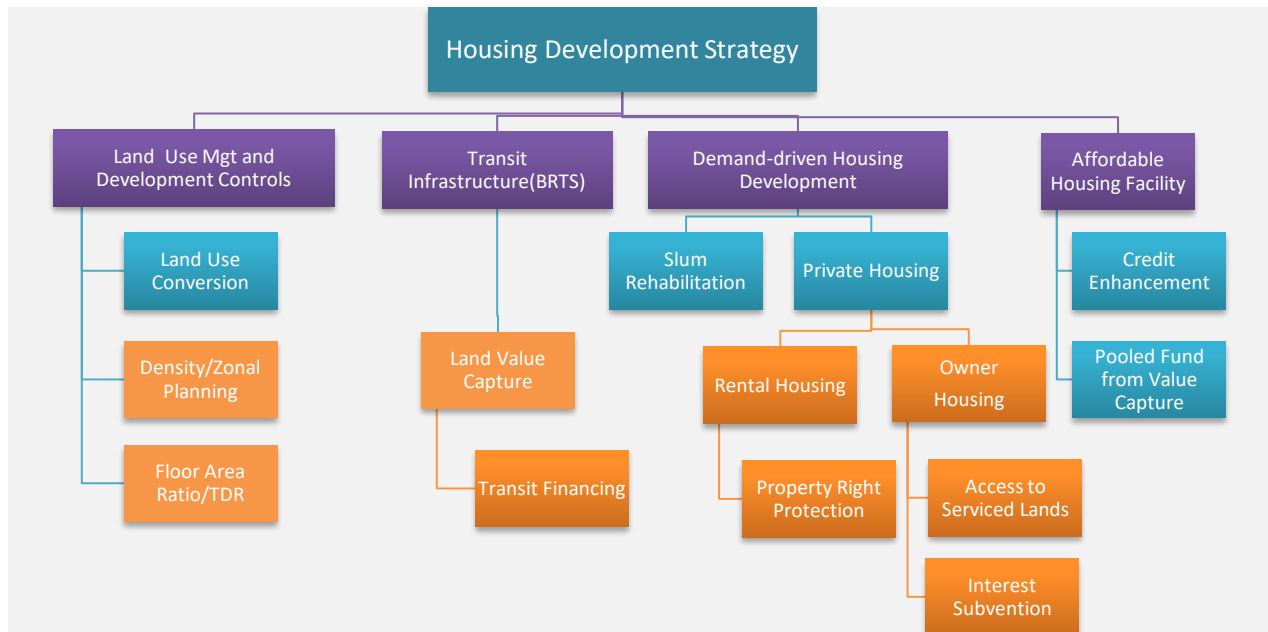 Housing Development Strategy
Land Use Mgt and
Development Controls
Transit
Infrastructure(BRTS)
Demand-driven Housing
Development
Affordable
Housing Facility
Land Use
Conversion
Density/Zonal
Planning
Floor Area
Ratio/TDR
Land Value
Capture
Transit Financing
Slum
Rehabilitation
Private Housing
Rental Housing
Property Right
Protection
Owner
Housing
Access to
Serviced Lands
Interest
Subvention
Credit
Enhancement
Pooled Fund
from Value
Capture